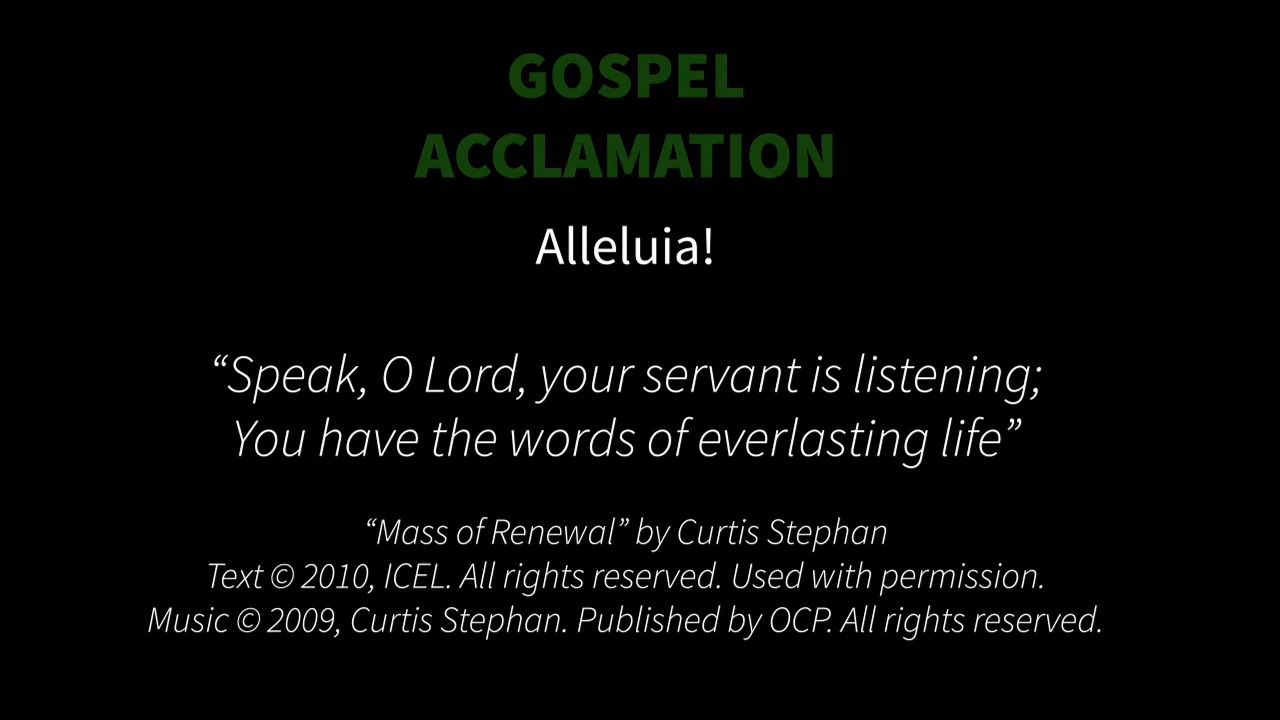 GOSPEL
ACCLAMATION
Alleluia!
“Speak, O Lord, your servant is listening;
You have the words of everlasting life”
“Mass of Renewal” by Curtis Stephan
Text © 2010, ICEL. All rights reserved. Used with permission.
Music © 2009, Curtis Stephan. Published by OCP. All rights reserved.